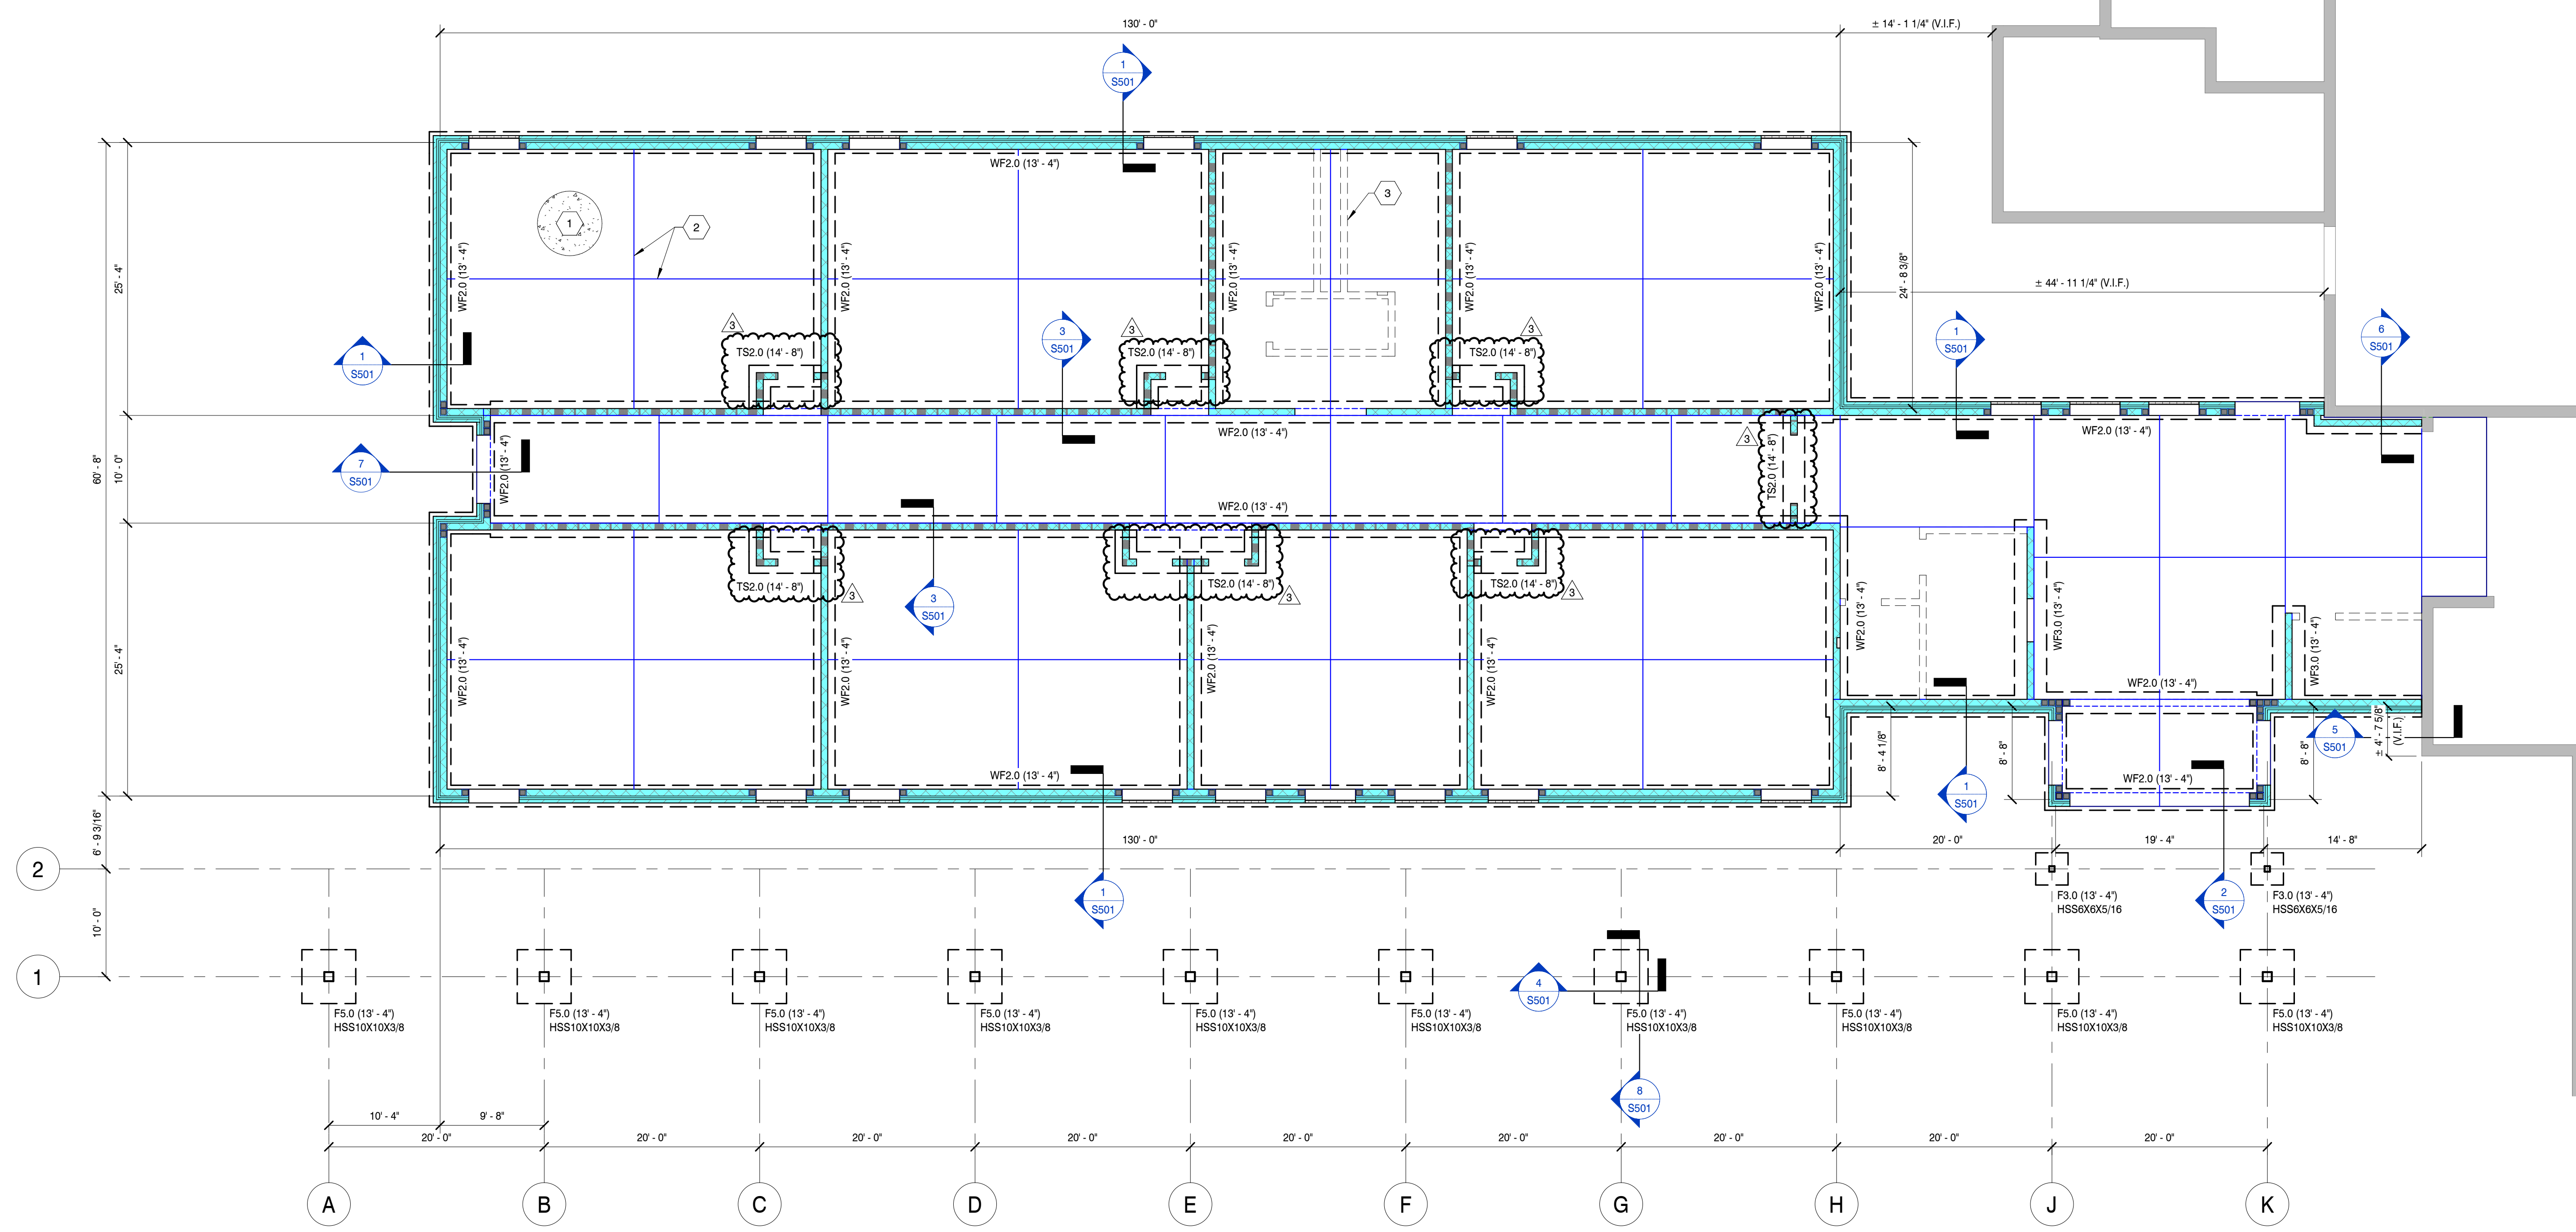 130' - 0"
± 14' - 1 1/4" (V.I.F.)
1
S501
WF2.0 (13' - 4")
1
2
3
25' - 4"
WF2.0 (13' - 4")
WF2.0 (13' - 4")
WF2.0 (13' - 4")
WF2.0 (13' - 4")
WF2.0 (13' - 4")
24' - 8 3/8"
± 44' - 11 1/4" (V.I.F.)
3
3
3
TS2.0 (14' - 8")
TS2.0 (14' - 8")
TS2.0 (14' - 8")
1
S501
3
S501
1
S501
6
S501
60' - 8"
10' - 0"
7
S501
WF2.0 (13' - 4")
WF2.0 (13' - 4")
WF2.0 (13' - 4")
3
TS2.0 (14' - 8")
WF2.0 (13' - 4")
WF2.0 (13' - 4")
TS2.0 (14' - 8")
3
3
S501
TS2.0 (14' - 8")
3
TS2.0 (14' - 8")
3
25' - 4"
WF2.0 (13' - 4")
WF2.0 (13' - 4")
WF2.0 (13' - 4")
WF2.0 (13' - 4")
WF2.0 (13' - 4")
WF3.0 (13' - 4")
WF3.0 (13' - 4")
WF2.0 (13' - 4")
8' - 4 1/8"
8' - 8"
8' - 8"
± 4' - 7 5/8"
(V.I.F.)
5
S501
WF2.0 (13' - 4")
WF2.0 (13' - 4")
1
S501
6' - 9 3/16"
130' - 0"
20' - 0"
19' - 4"
14' - 8"
2
1
S501
2
S501
F3.0 (13' - 4")
HSS6X6X5/16
F3.0 (13' - 4")
HSS6X6X5/16
10' - 0"
1
4
S501
F5.0 (13' - 4")
HSS10X10X3/8
F5.0 (13' - 4")
HSS10X10X3/8
F5.0 (13' - 4")
HSS10X10X3/8
F5.0 (13' - 4")
HSS10X10X3/8
F5.0 (13' - 4")
HSS10X10X3/8
F5.0 (13' - 4")
HSS10X10X3/8
F5.0 (13' - 4")
HSS10X10X3/8
F5.0 (13' - 4")
HSS10X10X3/8
F5.0 (13' - 4")
HSS10X10X3/8
F5.0 (13' - 4")
HSS10X10X3/8
8
S501
10' - 4"
9' - 8"
20' - 0"
20' - 0"
20' - 0"
20' - 0"
20' - 0"
20' - 0"
20' - 0"
20' - 0"
20' - 0"
A
B
C
D
E
F
G
H
J
K